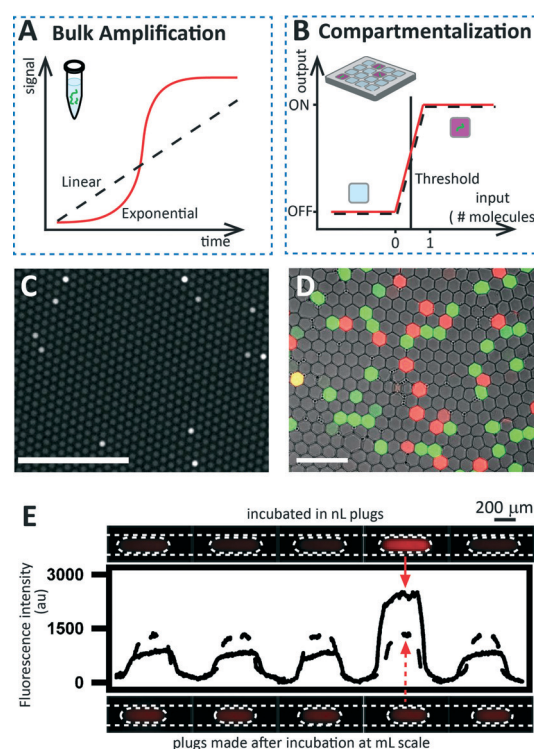 A Bulk Amplification
signal
Linear
Exponential
time
B Compartmentalization
output
ON
OFF
Threshold
input
( # molecules
0 1
C
D
E
incubated in nL plugs
200 μm
Fluorescence intensity
(au)
3000
1500
0
plugs made after incubation at mL scale